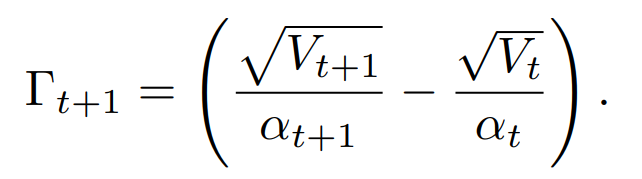 Γ_{t+1} = ( √V_{t+1} / α_{t+1} − √V_t / α_t ) .